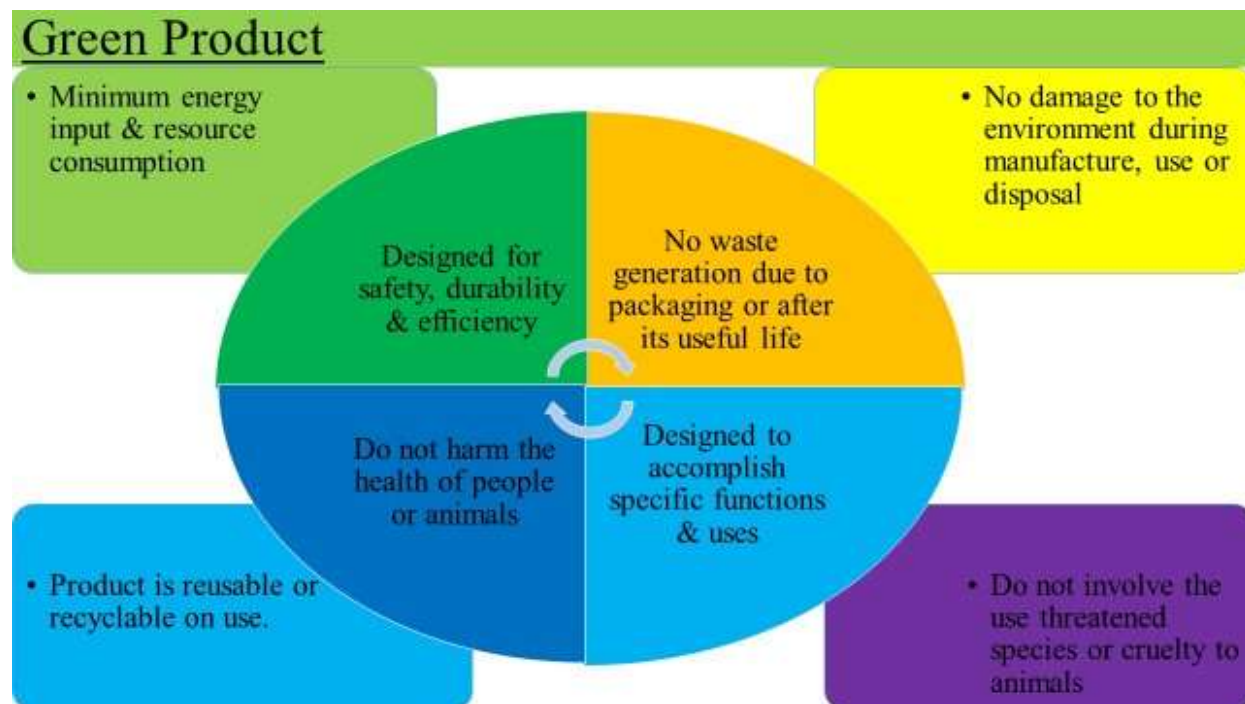 Green Product
• Minimum energy
input & resource
consumption
• No damage to the
environment during
manufacture, use or
disposal
Designed for
safety, durability
& efficiency
No waste
generation due to
packaging or after
its useful life
Do not harm the
health of people
or animals
Designed to
accomplish
specific functions
& uses
• Product is reusable or
recyclable on use.
• Do not involve the
use threatened
species or cruelty to
animals